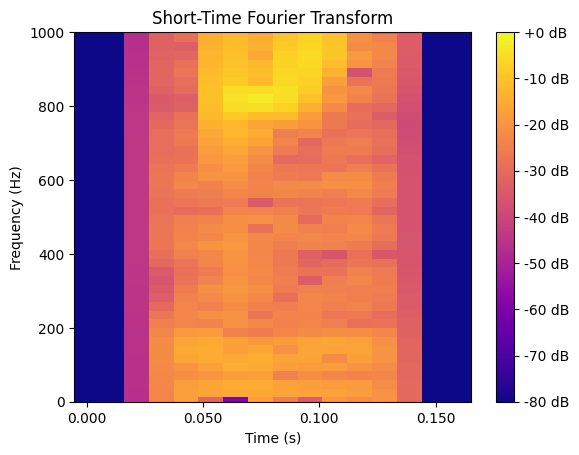 Short-Time Fourier Transform
1000
800
600
400
200
0
Frequency (Hz)
0.000
0.050
0.100
0.150
Time (s)
+0 dB
-10 dB
-20 dB
-30 dB
-40 dB
-50 dB
-60 dB
-70 dB
-80 dB